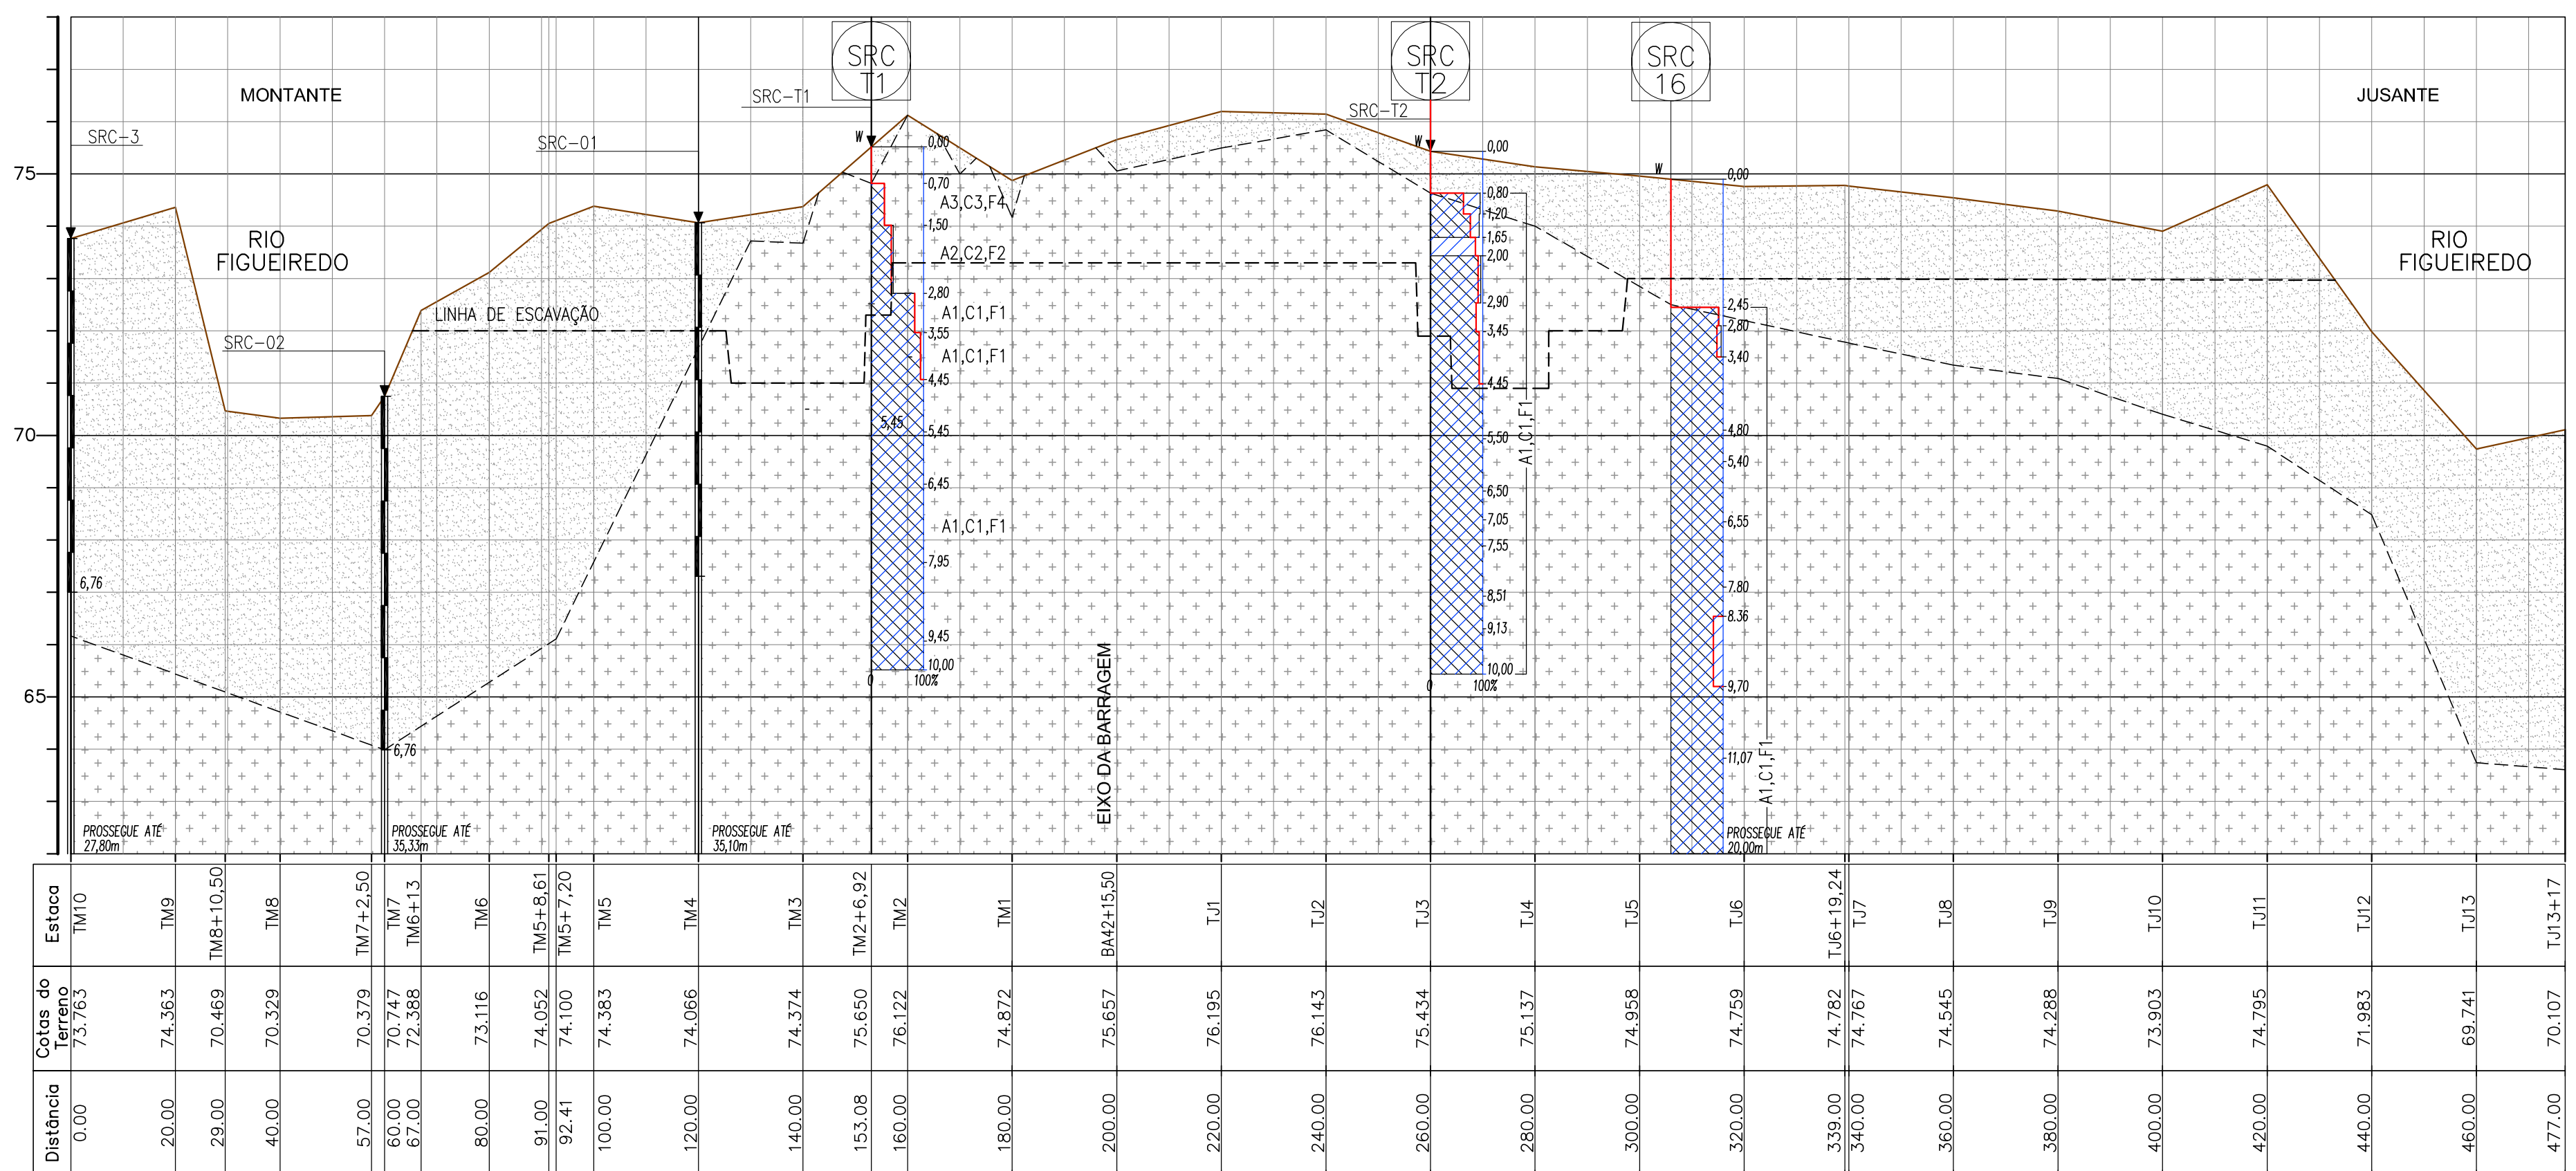 SRC
T1
SRC
T2
SRC
16
MONTANTE
JUSANTE
SRC-3
SRC-01
SRC-T1
SRC-T2
SRC-02
W
W
W
75
70
65
RIO
FIGUEIREDO
RIO
FIGUEIREDO
LINHA DE ESCAVAÇÃO
0,00
0,70
1,50
2,80
3,55
4,45
5,45
5,45
6,45
7,95
9,45
10,00
0
100%
A3,C3,F4
A2,C2,F2
A1,C1,F1
A1,C1,F1
A1,C1,F1
EIXO DA BARRAGEM
0,00
0,80
1,20
1,65
2,00
2,90
3,45
4,45
5,50
6,50
7,05
7,55
8,51
9,13
10,00
0
100%
A1,C1,F1
0,00
2,45
2,80
3,40
4,80
5,40
6,55
7.80
8.36
9,70
11,07
A1,C1,F1
6,76
6,76
PROSSEGUE ATÉ
27,80m
PROSSEGUE ATÉ
35,33m
PROSSEGUE ATÉ
35,10m
PROSSEGUE ATÉ
20,00m
Estaca
TM10
TM9
TM8+10,50
TM8
TM7+2,50
TM7
TM6+13
TM6
TM5+8,61
TM5+7,20
TM5
TM4
TM3
TM2+6,92
TM2
TM1
BA42+15,50
TJ1
TJ2
TJ3
TJ4
TJ5
TJ6
TJ6+19,24
TJ7
TJ8
TJ9
TJ10
TJ11
TJ12
TJ13
TJ13+17
Cotas do
Terreno
73.763
74.363
70.469
70.329
70.379
70.747
72.388
73.116
74.052
74.100
74.383
74.066
74.374
75.650
76.122
74.872
75.657
76.195
76.143
75.434
75.137
74.958
74.759
74.782
74.767
74.545
74.288
73.903
74.795
71.983
69.741
70.107
Distância
0.00
20.00
29.00
40.00
57.00
60.00
67.00
80.00
91.00
92.41
100.00
120.00
140.00
153.08
160.00
180.00
200.00
220.00
240.00
260.00
280.00
300.00
320.00
339.00
340.00
360.00
380.00
400.00
420.00
440.00
460.00
477.00